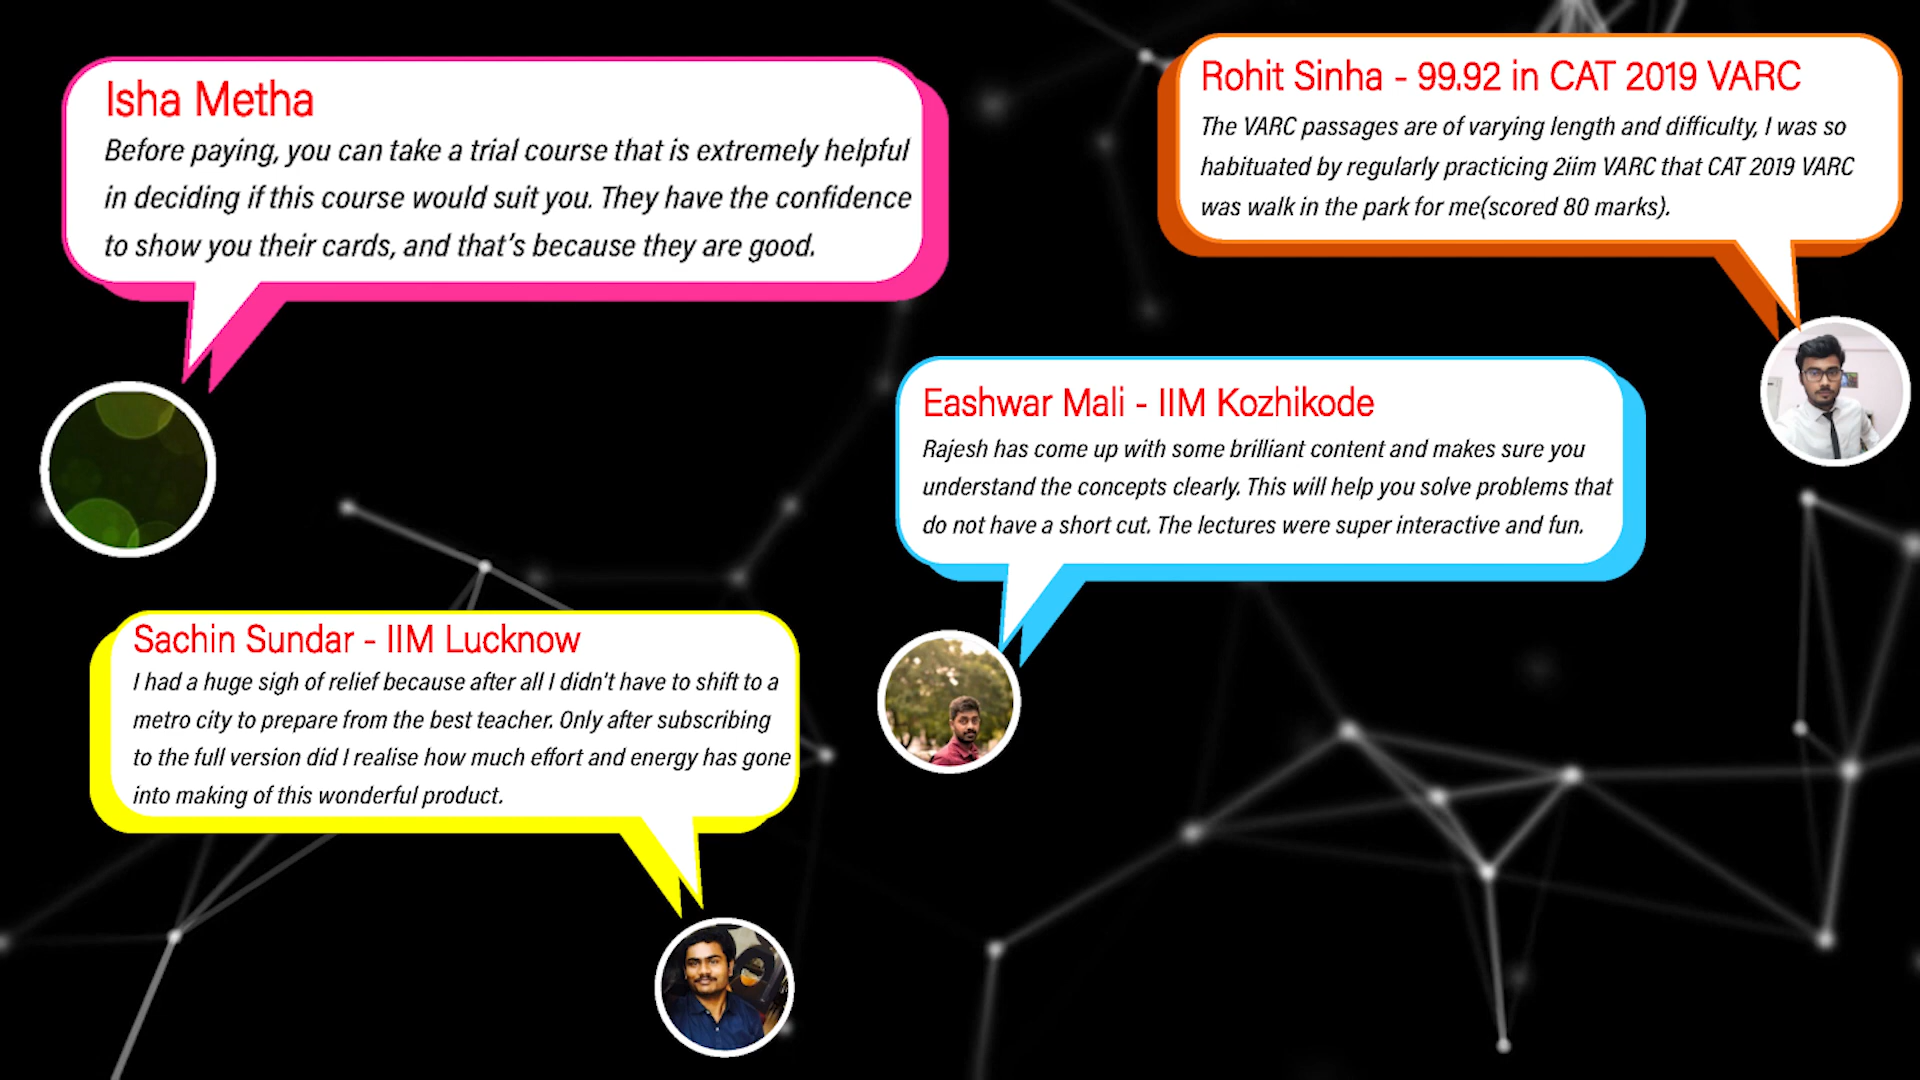 Isha Metha
Before paying, you can take a trial course that is extremely helpful
in deciding if this course would suit you. They have the confidence
to show you their cards, and that's because they are good.
Rohit Sinha - 99.92 in CAT 2019 VARC
The VARC passages are of varying length and difficulty, I was so
habituated by regularly practicing 2iim VARC that CAT 2019 VARC
was walk in the park for me(scored 80 marks).
Eashwar Mali - IIM Kozhikode
Rajesh has come up with some brilliant content and makes sure you
understand the concepts clearly. This will help you solve problems that
do not have a short cut. The lectures were super interactive and fun.
Sachin Sundar - IIM Lucknow
I had a huge sigh of relief because after all I didn't have to shift to a
metro city to prepare from the best teacher. Only after subscribing
to the full version did I realise how much effort and energy has gone
into making of this wonderful product.